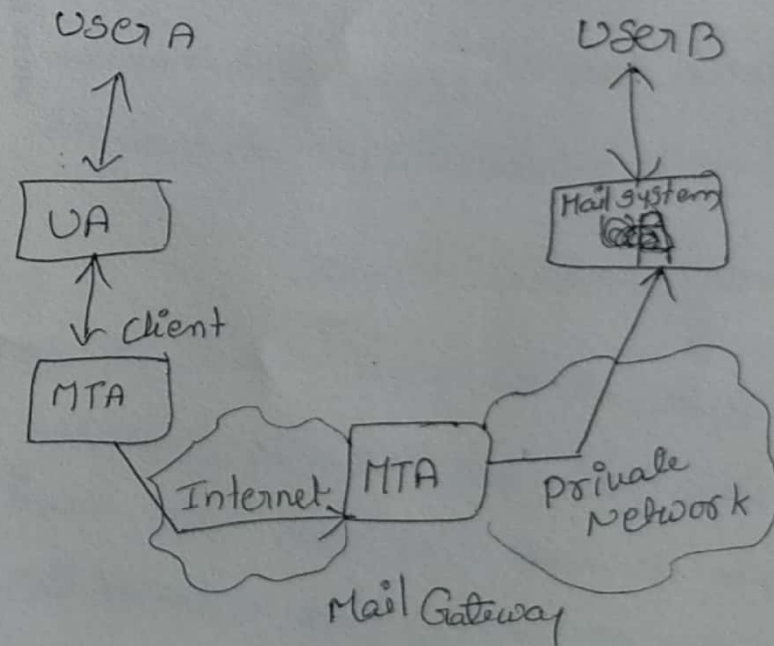 User A
User B
UA
Mail system
Client
MTA
Internet
MTA
Private
Network
Mail Gateway